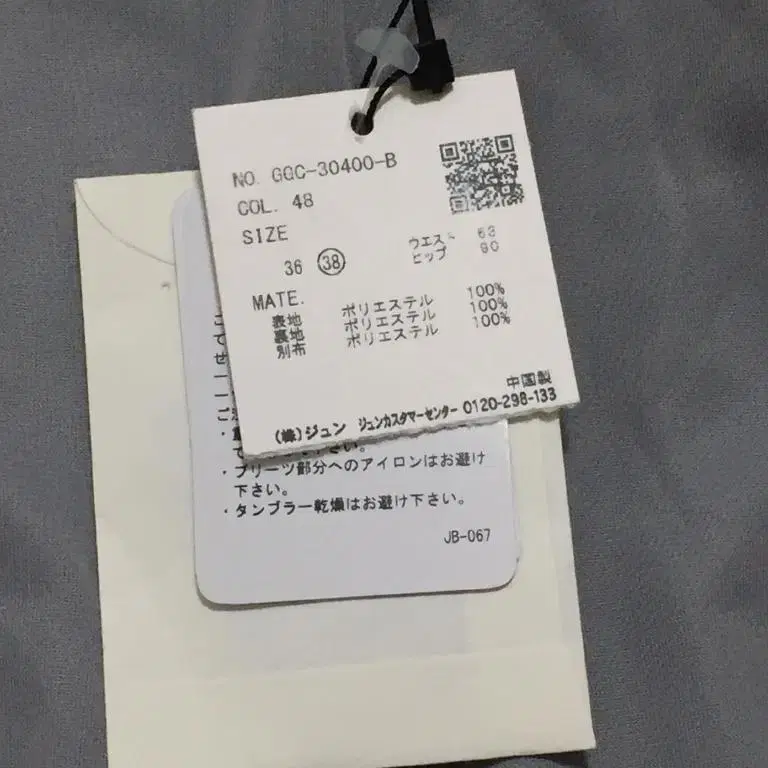 NO. GGC-30400-B
COL. 48
SIZE
36 38
ウエスト 63
ヒップ 90
MATE.
表地 ポリエステル 100%
裏地 ポリエステル 100%
別布 ポリエステル 100%
中国製
(株)ジュン ジュンカスタマーセンター 0120-298-133
・プリーツ部分へのアイロンはお避け
下さい。
・タンブラー乾燥はお避け下さい。
JB-067